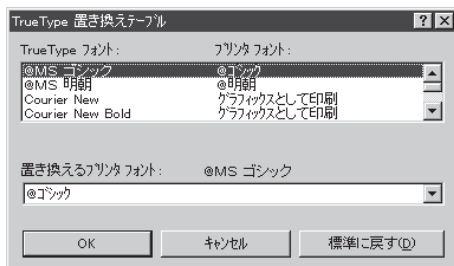 TrueType 置き換えﾃｰﾌﾞﾙ
TrueType ﾌｫﾝﾄ: ﾌﾟﾘﾝﾀ ﾌｫﾝﾄ:
@MS ゴシック @ｺﾞｼｯｸ
@MS 明朝 @明朝
Courier New ｸﾞﾗﾌｨｯｸｽとして印刷
Courier New Bold ｸﾞﾗﾌｨｯｸｽとして印刷
置き換えるﾌﾟﾘﾝﾀ ﾌｫﾝﾄ: @MS ゴシック
@ｺﾞｼｯｸ
OK ｷｬﾝｾﾙ 標準に戻す(D)